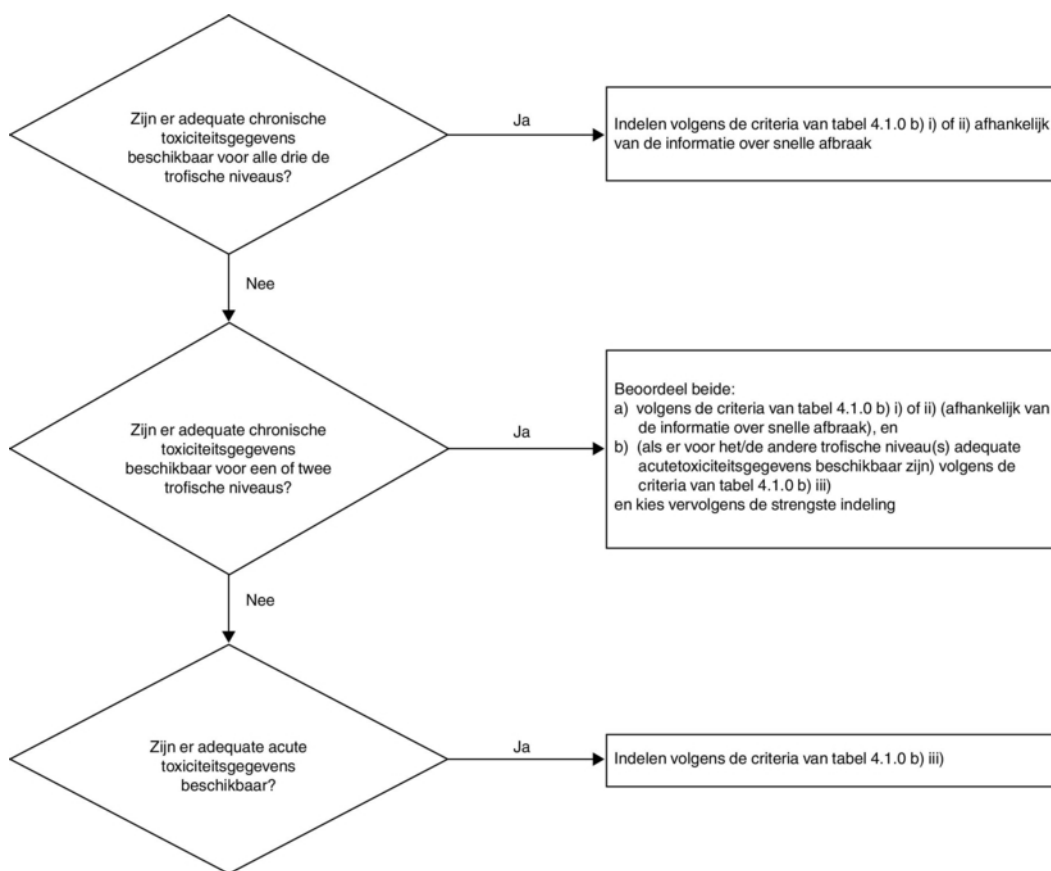 Zijn er adequate chronische
toxiciteitsgegevens
beschikbaar voor alle drie de
trofische niveaus?
Ja
Indelen volgens de criteria van tabel 4.1.0 b) i) of ii) afhankelijk
van de informatie over snelle afbraak
Nee
Zijn er adequate chronische
toxiciteitsgegevens
beschikbaar voor een of twee
trofische niveaus?
Ja
Beoordeel beide:
a) volgens de criteria van tabel 4.1.0 b) i) of ii) (afhankelijk van
de informatie over snelle afbraak), en
b) (als er voor het/de andere trofische niveau(s) adequate
acutetoxiciteitsgegevens beschikbaar zijn) volgens de
criteria van tabel 4.1.0 b) iii)
en kies vervolgens de strengste indeling
Nee
Zijn er adequate acute
toxiciteitsgegevens
beschikbaar?
Ja
Indelen volgens de criteria van tabel 4.1.0 b) iii)